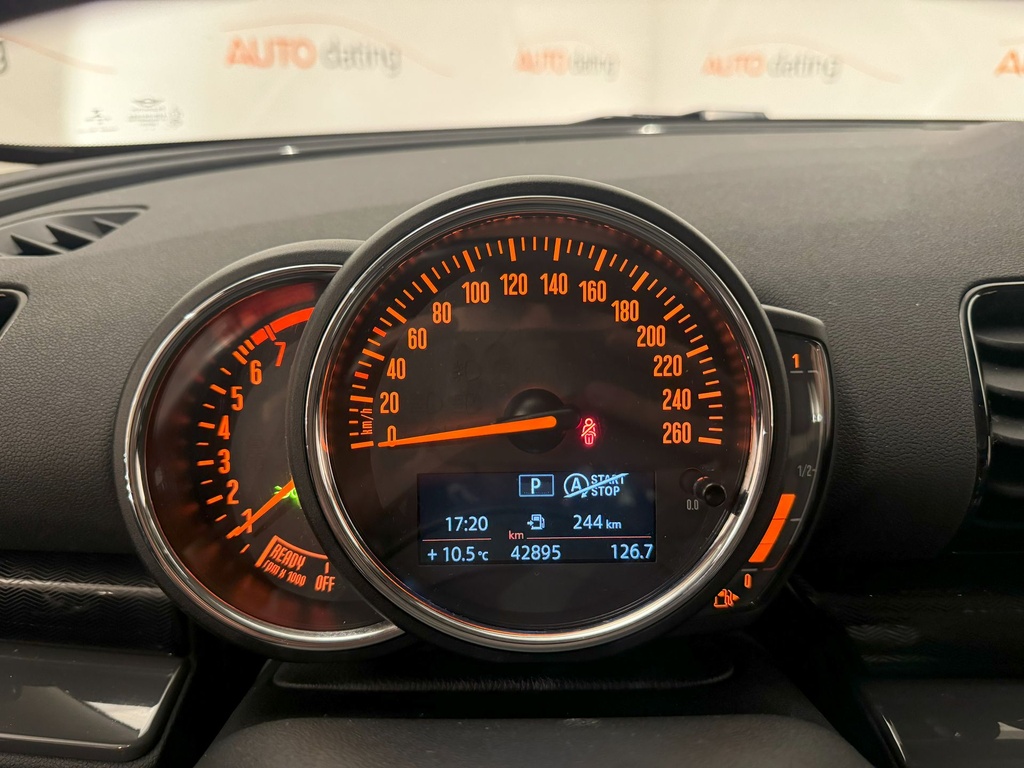 AUTO dating
AUTO dating
AUTO dating
0
20
40
60
80
100
120
140
160
180
200
220
240
260
km/h
1
2
3
4
5
6
7
READY
rpm x 1000
OFF
P
A START
STOP
17:20
244 km
km
+ 10.5 °C
42895
126.7
0.0
1
1/2
0